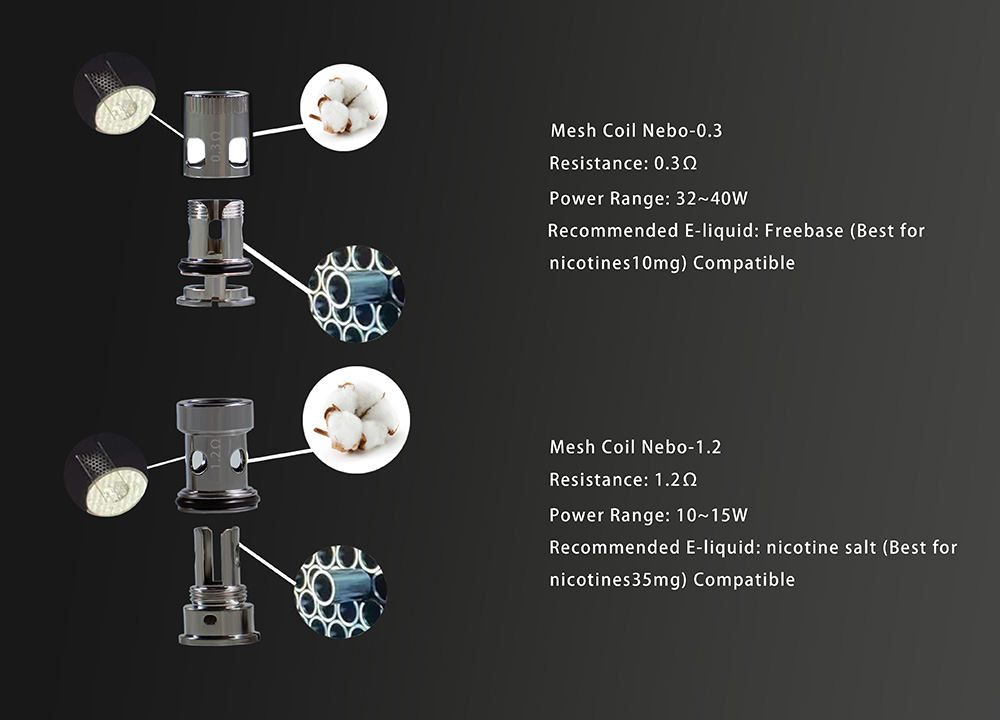 0.3Ω
Mesh Coil Nebo-0.3
Resistance: 0.3Ω
Power Range: 32~40W
Recommended E-liquid: Freebase (Best for
nicotines10mg) Compatible
1.2Ω
Mesh Coil Nebo-1.2
Resistance: 1.2Ω
Power Range: 10~15W
Recommended E-liquid: nicotine salt (Best for
nicotines35mg) Compatible